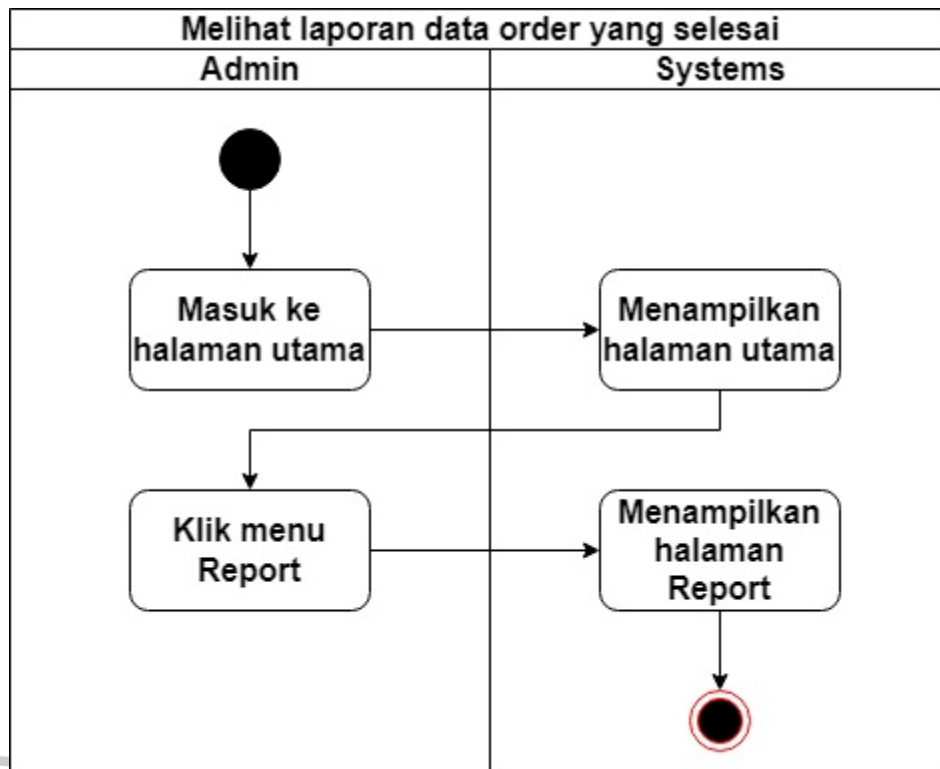 Melihat laporan data order yang selesai
Admin
Systems
Masuk ke
halaman utama
Menampilkan
halaman utama
Klik menu
Report
Menampilkan
halaman
Report